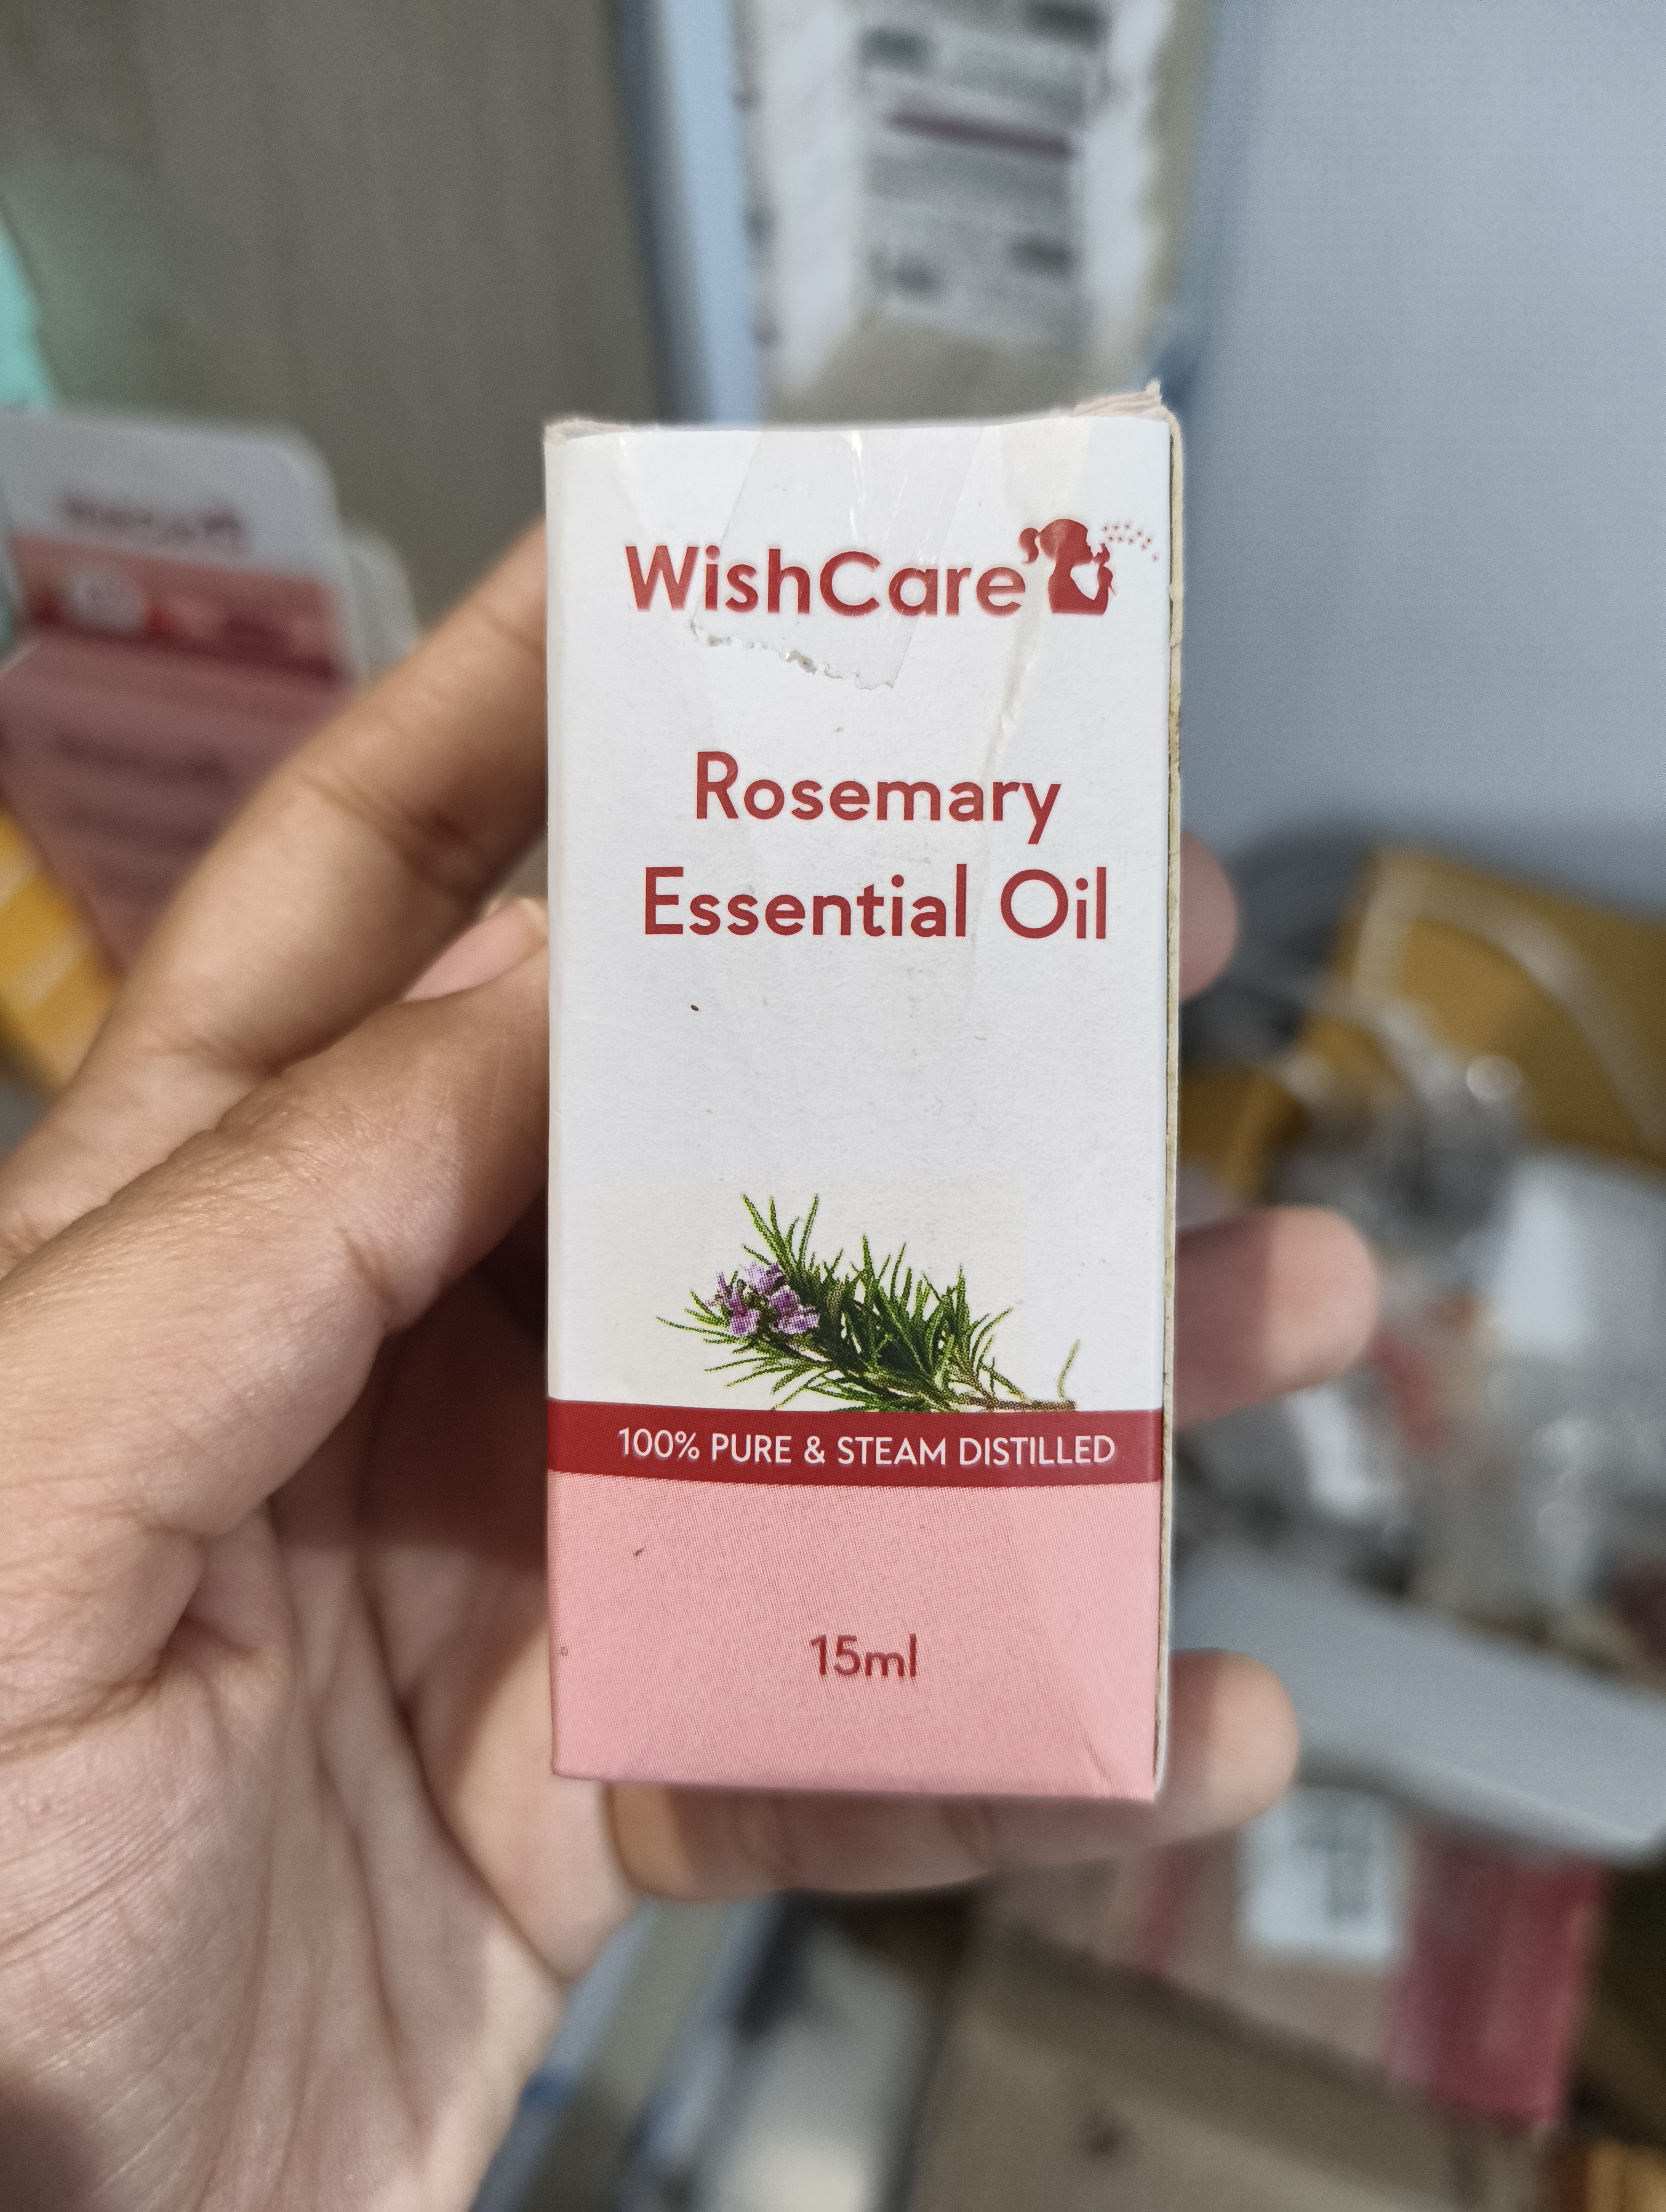 WishCare
Rosemary
Essential Oil
100% PURE & STEAM DISTILLED
15ml